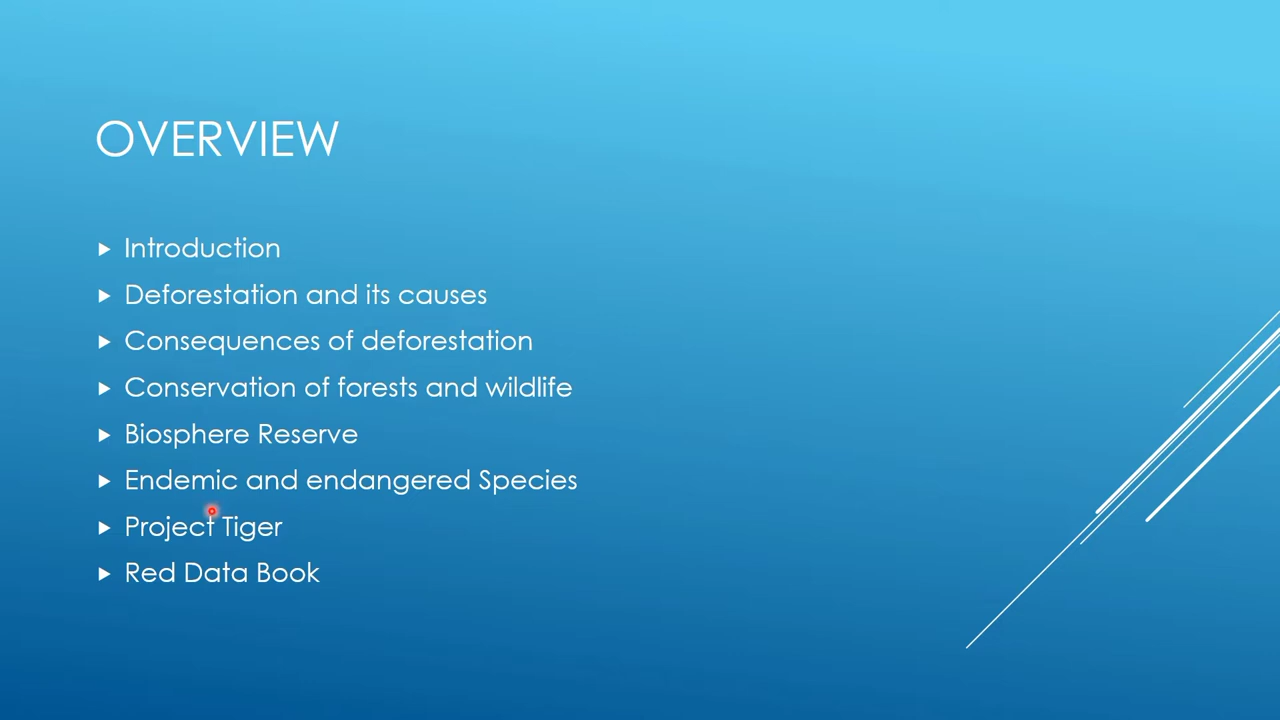 OVERVIEW
Introduction
Deforestation and its causes
Consequences of deforestation
Conservation of forests and wildlife
Biosphere Reserve
Endemic and endangered Species
Project Tiger
Red Data Book